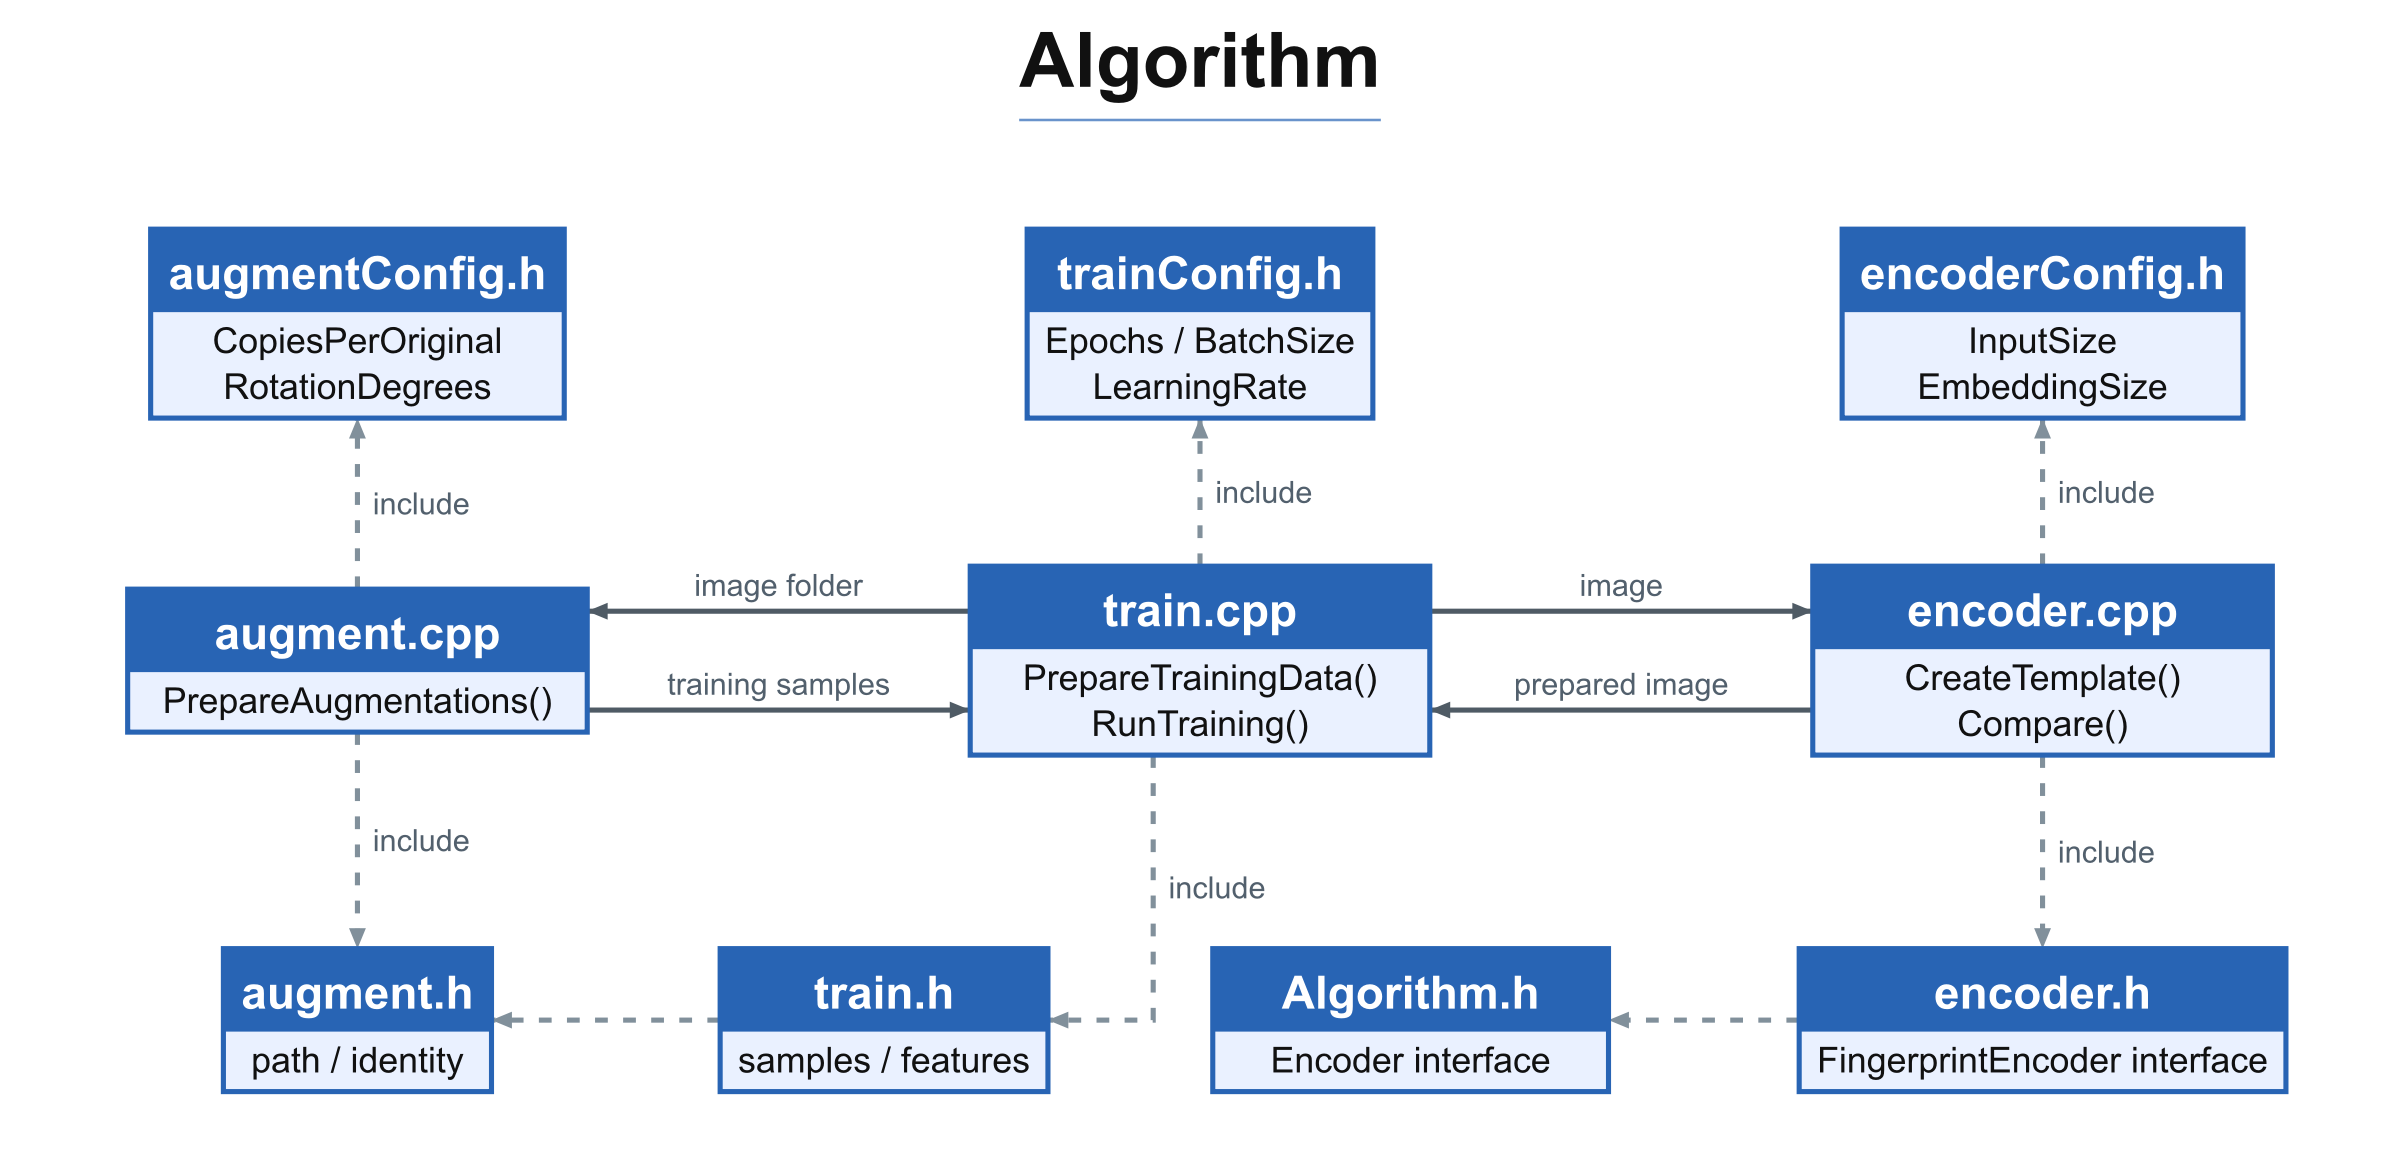 Algorithm
augmentConfig.h
CopiesPerOriginal
RotationDegrees
trainConfig.h
Epochs / BatchSize
LearningRate
encoderConfig.h
InputSize
EmbeddingSize
include
include
include
augment.cpp
PrepareAugmentations()
image folder
training samples
train.cpp
PrepareTrainingData()
RunTraining()
image
prepared image
encoder.cpp
CreateTemplate()
Compare()
include
include
include
augment.h
path / identity
train.h
samples / features
Algorithm.h
Encoder interface
encoder.h
FingerprintEncoder interface